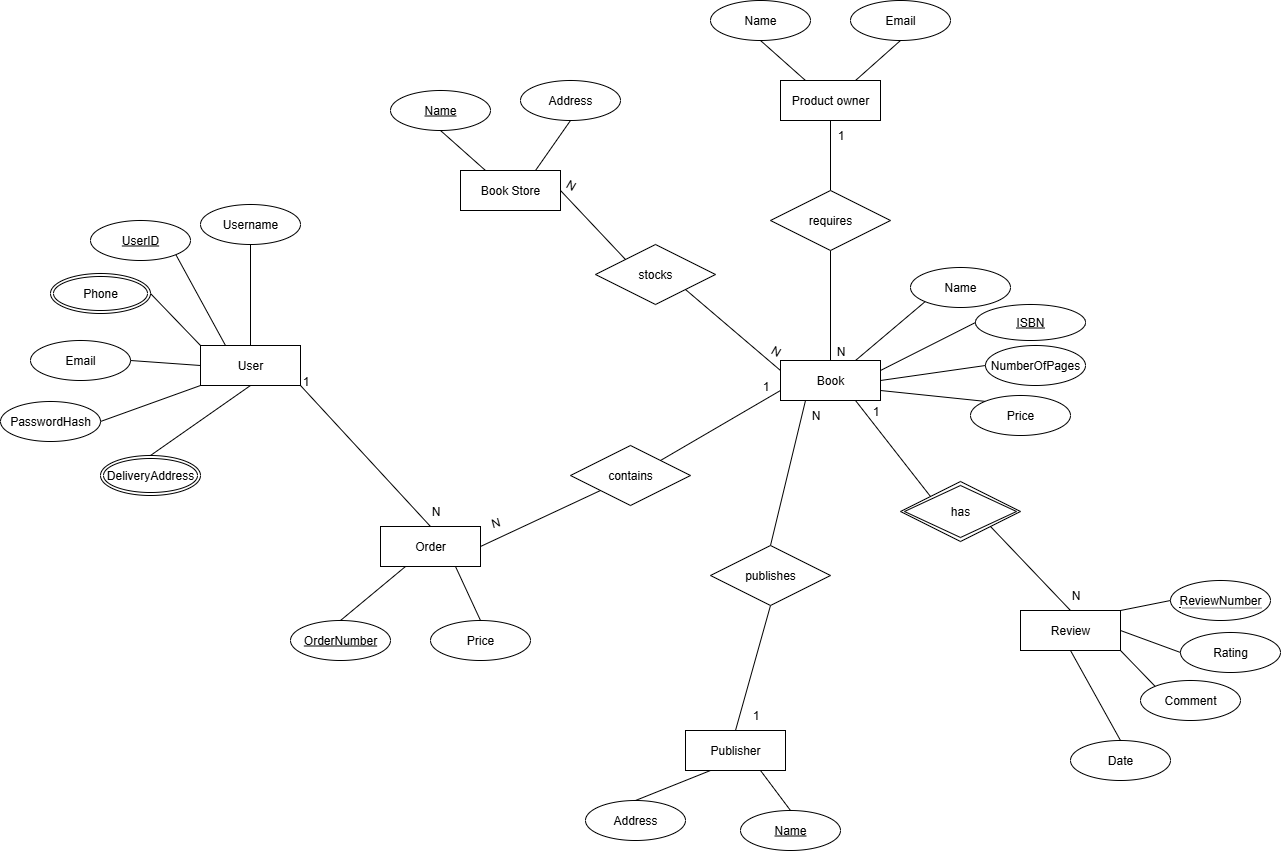 Name
Email
Product owner
1
Name
Address
Book Store
N
requires
stocks
UserID
Username
Phone
Email
User
1
PasswordHash
DeliveryAddress
N
N
Name
ISBN
NumberOfPages
Price
Book
1
N
1
contains
has
N
N
Order
OrderNumber
Price
publishes
N
Review
ReviewNumber
Rating
Comment
Date
1
Publisher
Address
Name